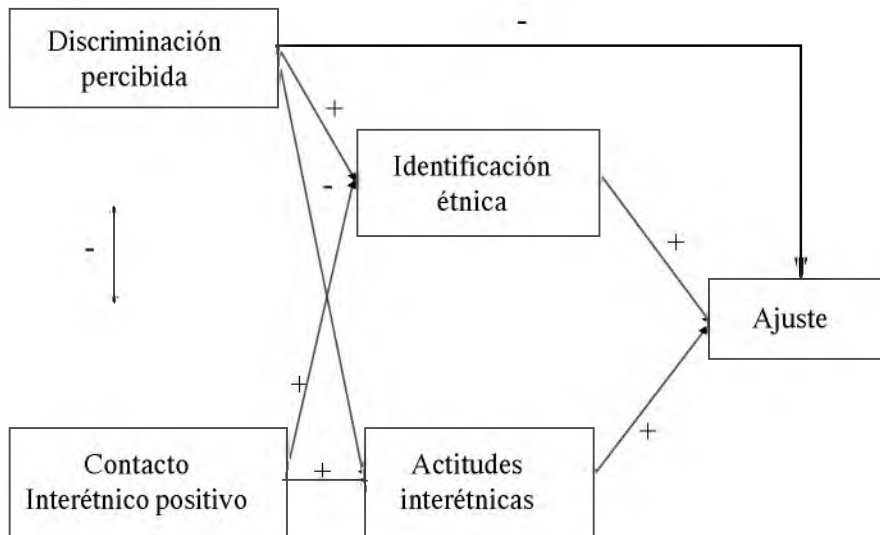 -
Discriminación
percibida
+
Identificación
étnica
-
+
-
Ajuste
+
+
+
Contacto
Interétnico positivo
Actitudes
interétnicas